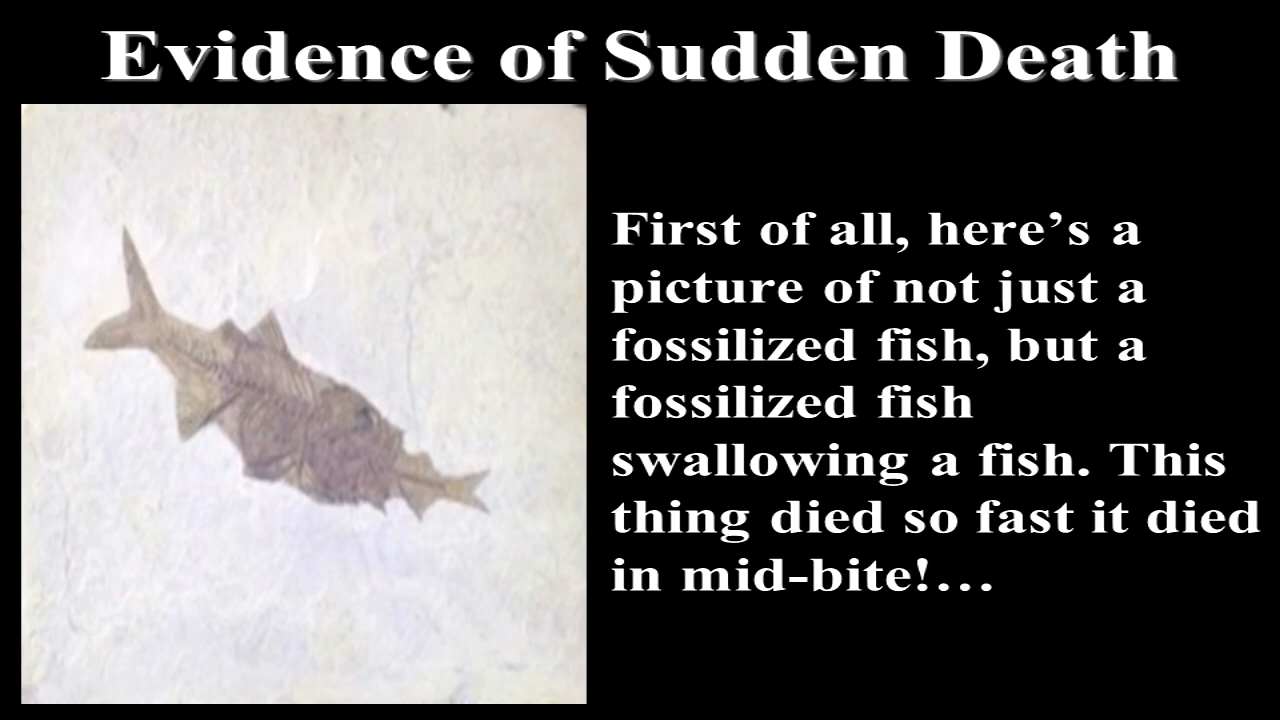 Evidence of Sudden Death
First of all, here’s a
picture of not just a
fossilized fish, but a
fossilized fish
swallowing a fish. This
thing died so fast it died
in mid-bite!…